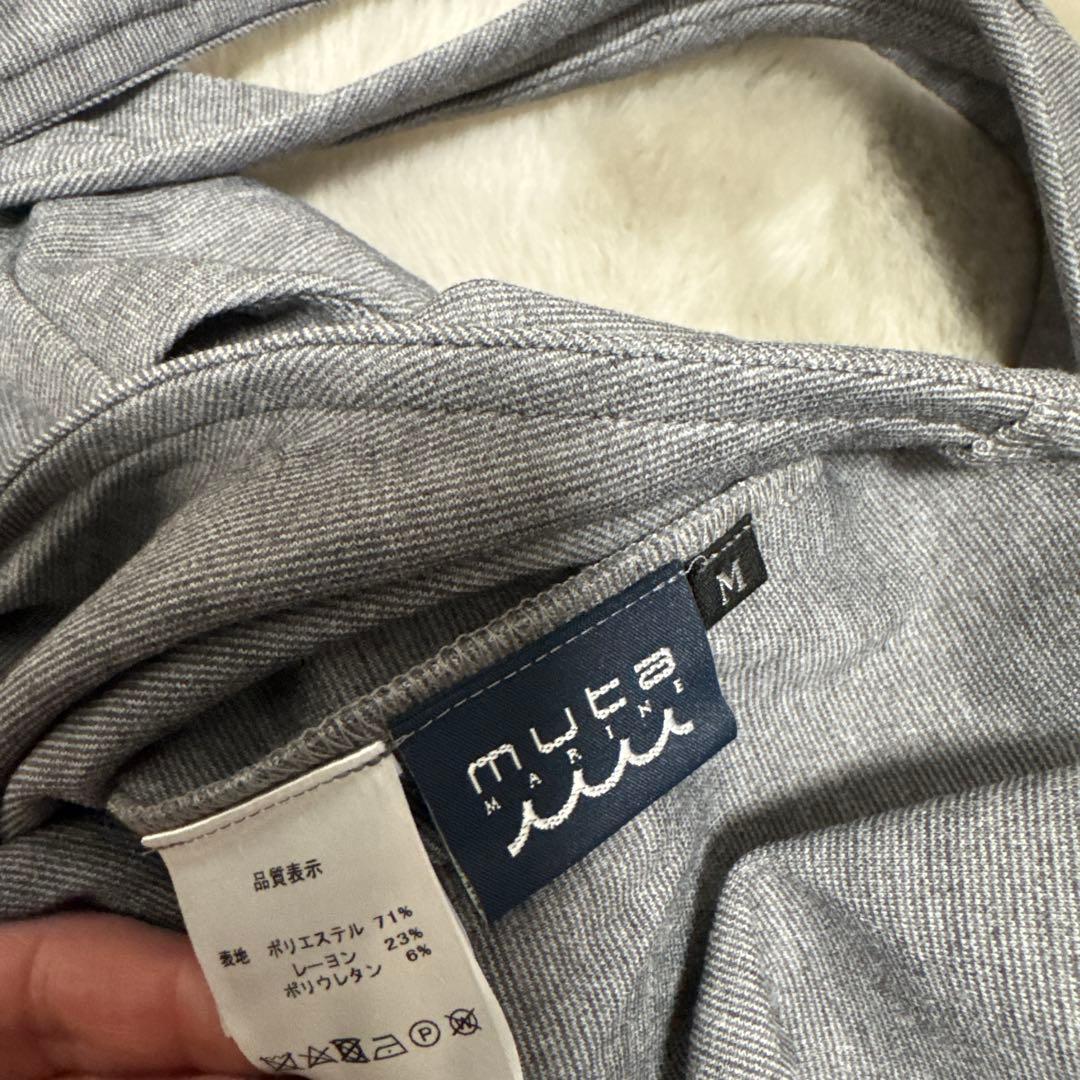 M
muta
MARINE
品質表示
表地 ポリエステル 71%
レーヨン 23%
ポリウレタン 6%
P
W